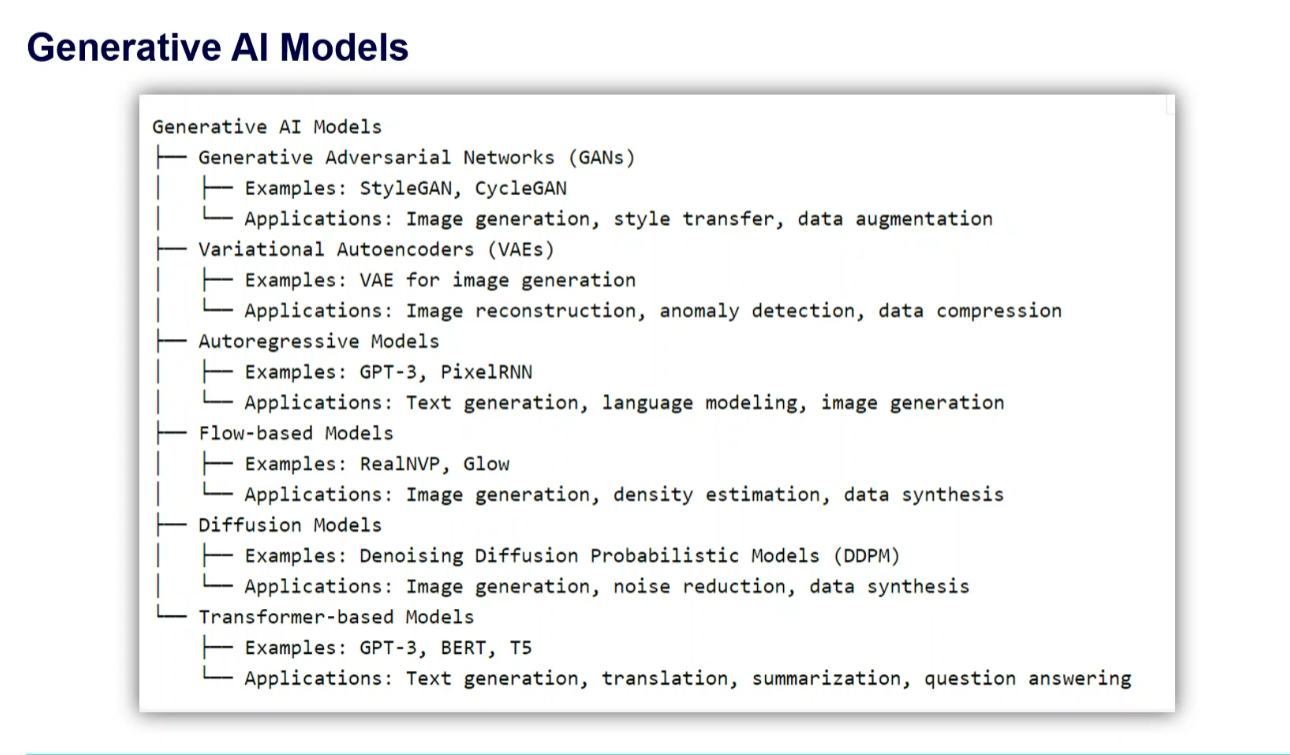 Generative AI Models
Generative AI Models
├── Generative Adversarial Networks (GANs)
│   ├── Examples: StyleGAN, CycleGAN
│   └── Applications: Image generation, style transfer, data augmentation
├── Variational Autoencoders (VAEs)
│   ├── Examples: VAE for image generation
│   └── Applications: Image reconstruction, anomaly detection, data compression
├── Autoregressive Models
│   ├── Examples: GPT-3, PixelRNN
│   └── Applications: Text generation, language modeling, image generation
├── Flow-based Models
│   ├── Examples: RealNVP, Glow
│   └── Applications: Image generation, density estimation, data synthesis
├── Diffusion Models
│   ├── Examples: Denoising Diffusion Probabilistic Models (DDPM)
│   └── Applications: Image generation, noise reduction, data synthesis
└── Transformer-based Models
    ├── Examples: GPT-3, BERT, T5
    └── Applications: Text generation, translation, summarization, question answering